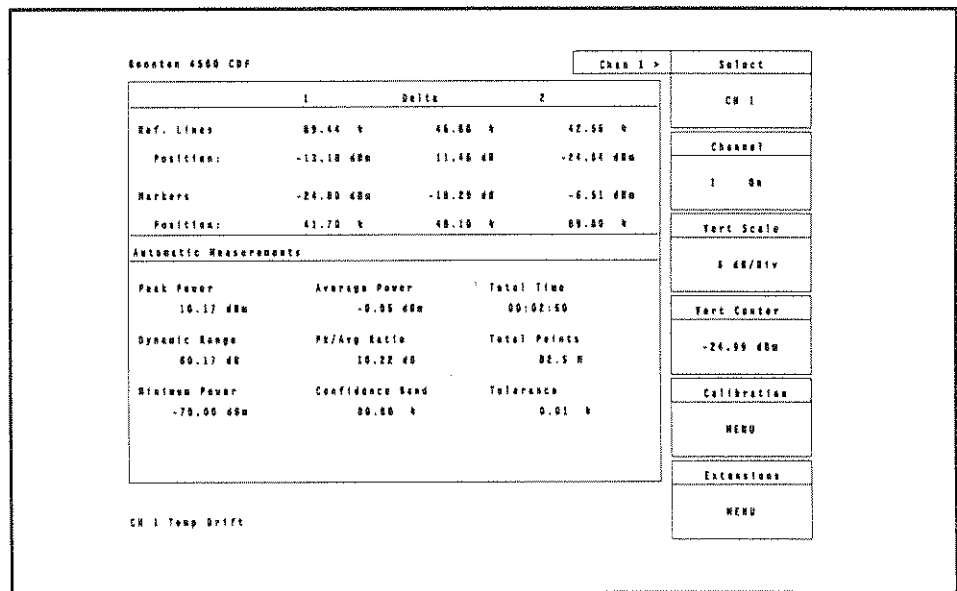 Boonton 4500 CDF
Chan 1 >
Select
CH 1
1 Delta 2
Ref. Lines 89.44 % 46.88 % 42.56 %
Position: -13.18 dBm 11.46 dB -24.64 dBm
Markers -24.80 dBm -18.29 dB -6.51 dBm
Position: 41.70 % 48.10 % 89.80 %
Automatic Measurements
Peak Power Average Power Total Time
10.17 dBm -0.05 dBm 00:02:50
Dynamic Range Pk/Avg Ratio Total Points
80.17 dB 10.22 dB 82.5 M
Minimum Power Confidence Band Tolerance
-70.00 dBm % 0.01 %
Channel
1 On
Vert Scale
5 dB/Div
Vert Center
-24.99 dBm
Calibration
MENU
Extensions
MENU
CH 1 Temp Drift